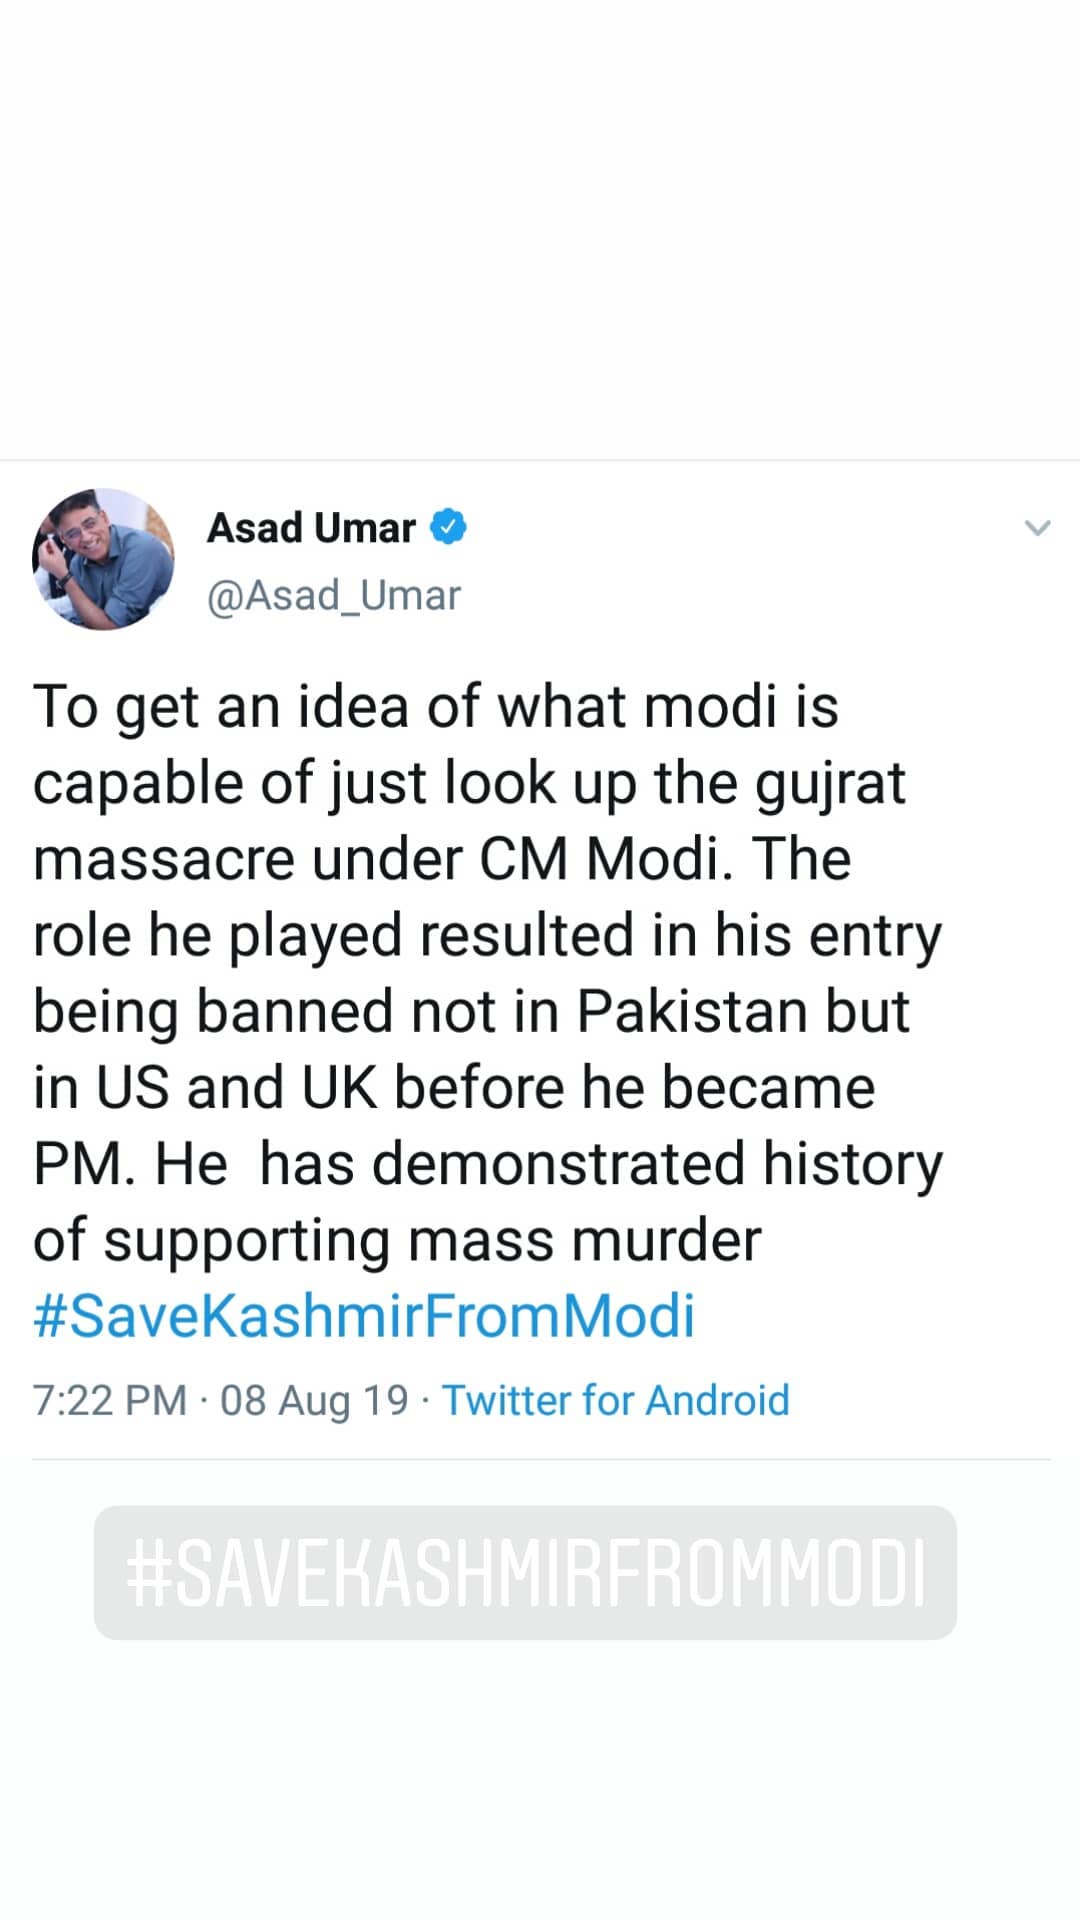 Asad Umar
@Asad_Umar
To get an idea of what modi is
capable of just look up the gujrat
massacre under CM Modi. The
role he played resulted in his entry
being banned not in Pakistan but
in US and UK before he became
PM. He  has demonstrated history
of supporting mass murder
#SaveKashmirFromModi
7:22 PM · 08 Aug 19 · Twitter for Android
#SAVEKASHMIRFROMMODI